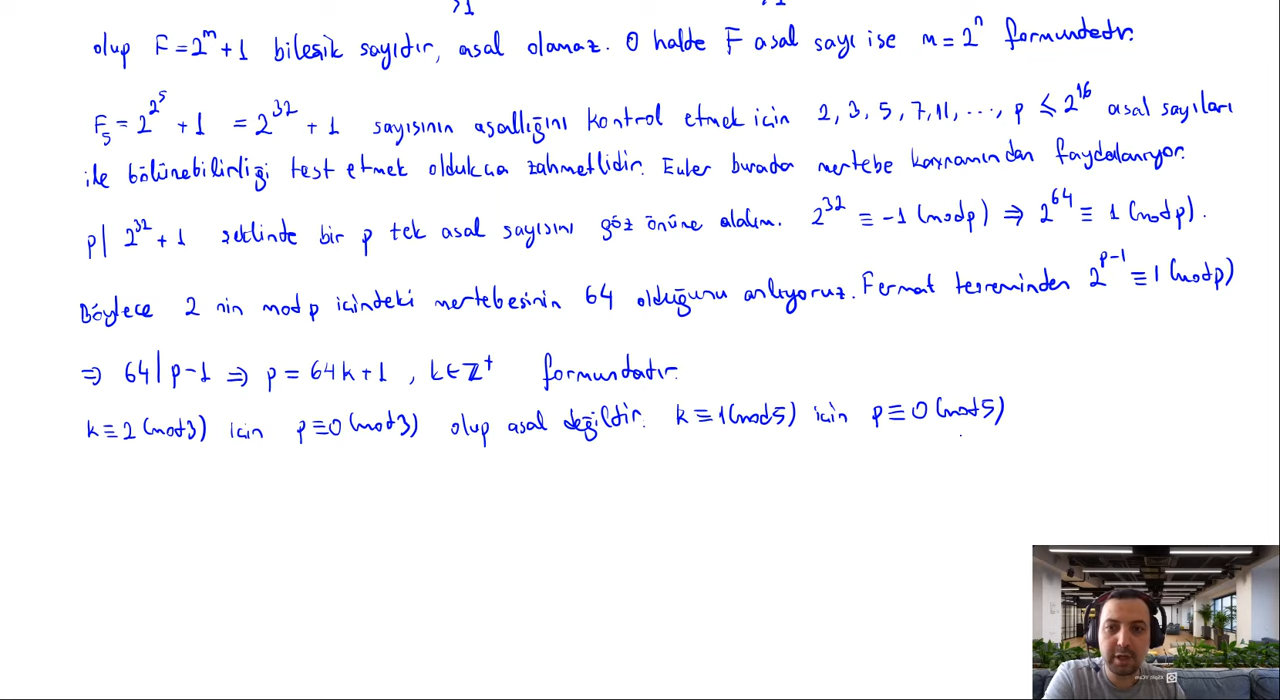 >1 >1
olup F = 2^m + 1 bileşik sayıdır, asal olamaz. O halde F asal sayı ise m = 2^n formundadır.
F_5 = 2^{2^5} + 1 = 2^{32} + 1 sayısının asallığını kontrol etmek için 2, 3, 5, 7, 11, ..., p ≤ 2^{16} asal sayıları
ile bölünebilirliği test etmek oldukça zahmetlidir. Euler burada mertebe kavramından faydalanıyor.
p | 2^{32} + 1 şeklinde bir p tek asal sayısını göz önüne alalım. 2^{32} ≡ -1 (mod p) ⇒ 2^{64} ≡ 1 (mod p).
Böylece 2 nin mod p içindeki mertebesinin 64 olduğunu anlıyoruz. Fermat teoreminden 2^{p-1} ≡ 1 (mod p)
⇒ 64 | p-1 ⇒ p = 64k+1 , k ∈ ℤ^+ formundadır.
k ≡ 2 (mod 3) için p ≡ 0 (mod 3) olup asal değildir. k ≡ 1 (mod 5) için p ≡ 0 (mod 5)